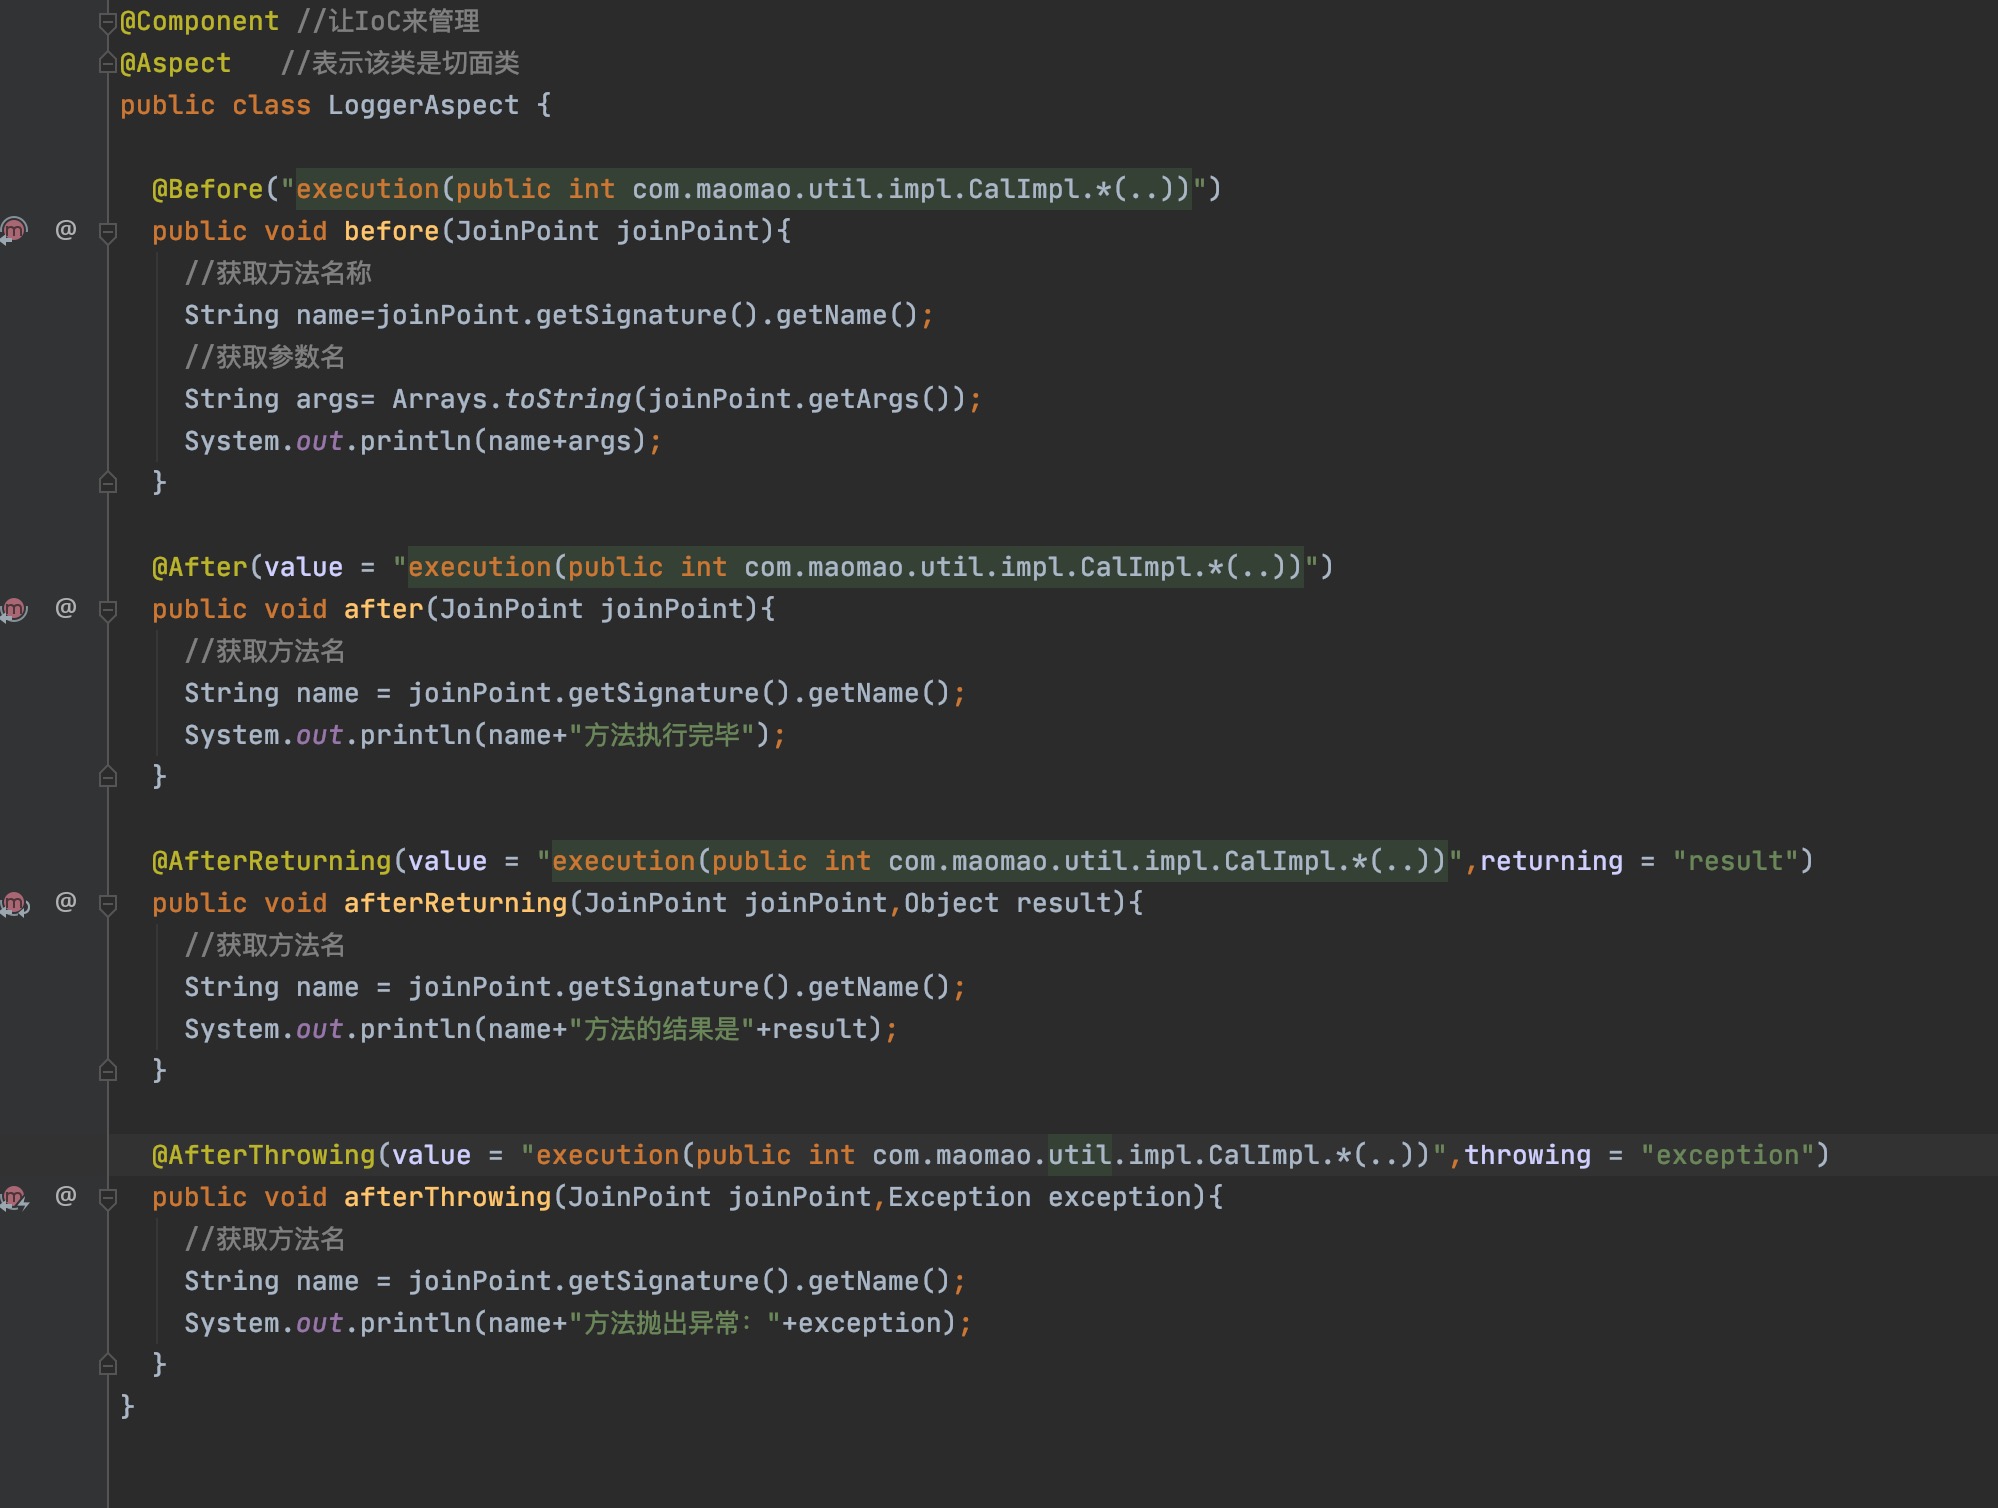 @Component //让IoC来管理
@Aspect   //表示该类是切面类
public class LoggerAspect {
@Before("execution(public int com.maomao.util.impl.CalImpl.*(..))")
@ public void before(JoinPoint joinPoint){
//获取方法名称
String name=joinPoint.getSignature().getName();
//获取参数名
String args= Arrays.toString(joinPoint.getArgs());
System.out.println(name+args);
}
@After(value = "execution(public int com.maomao.util.impl.CalImpl.*(..))")
@ public void after(JoinPoint joinPoint){
//获取方法名
String name = joinPoint.getSignature().getName();
System.out.println(name+"方法执行完毕");
}
@AfterReturning(value = "execution(public int com.maomao.util.impl.CalImpl.*(..))",returning = "result")
@ public void afterReturning(JoinPoint joinPoint,Object result){
//获取方法名
String name = joinPoint.getSignature().getName();
System.out.println(name+"方法的结果是"+result);
}
@AfterThrowing(value = "execution(public int com.maomao.util.impl.CalImpl.*(..))",throwing = "exception")
@ public void afterThrowing(JoinPoint joinPoint,Exception exception){
//获取方法名
String name = joinPoint.getSignature().getName();
System.out.println(name+"方法抛出异常："+exception);
}
}